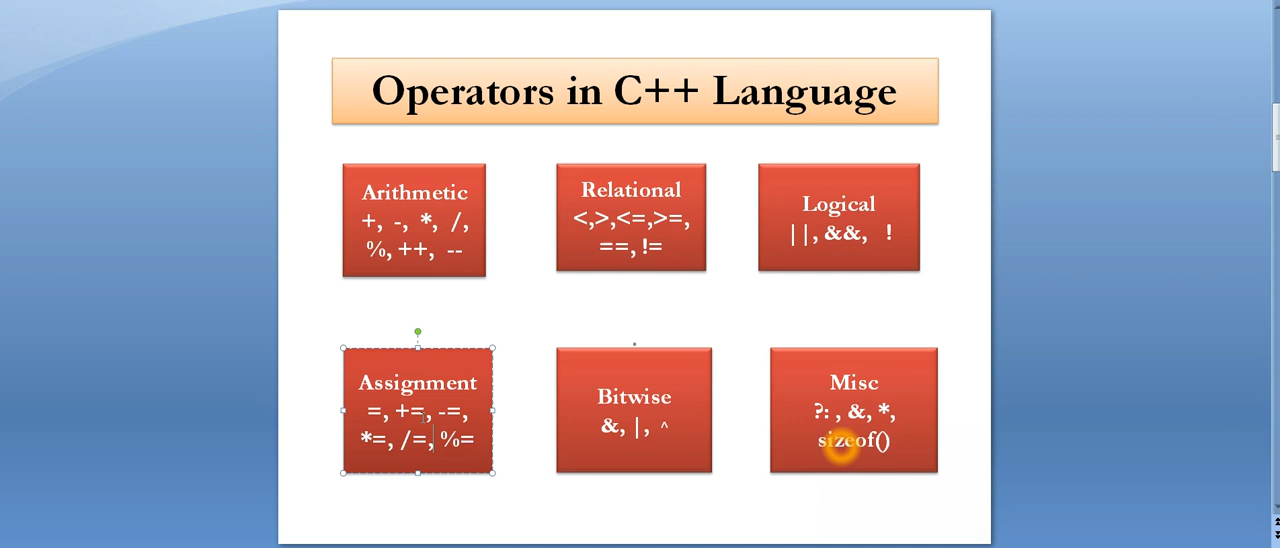 Operators in C++ Language
Arithmetic
+, -, *, /,
%, ++, --
Relational
<,>,<=,>=,
==, !=
Logical
||, &&, !
Assignment
=, +=, -=,
*=, /=, %=
Bitwise
&, |, ^
Misc
?: , &, *,
sizeof()